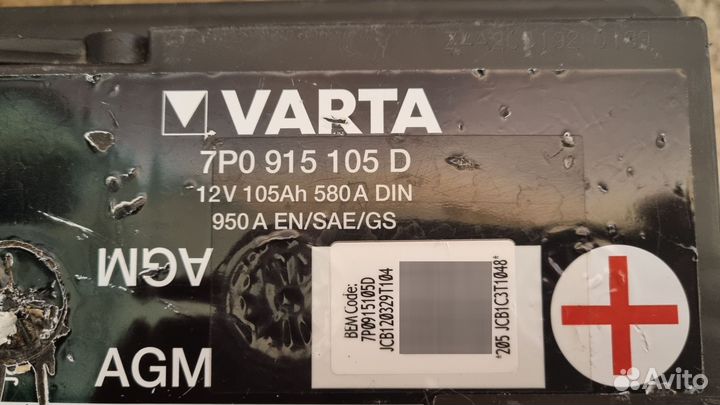 VARTA
7P0 915 105 D
12V 105Ah 580A DIN
950 A EN/SAE/GS
AGM
AGM
BEM Code:
7P0915105D
JCB120329T104
*205 JCB1C3T1048*
Avito